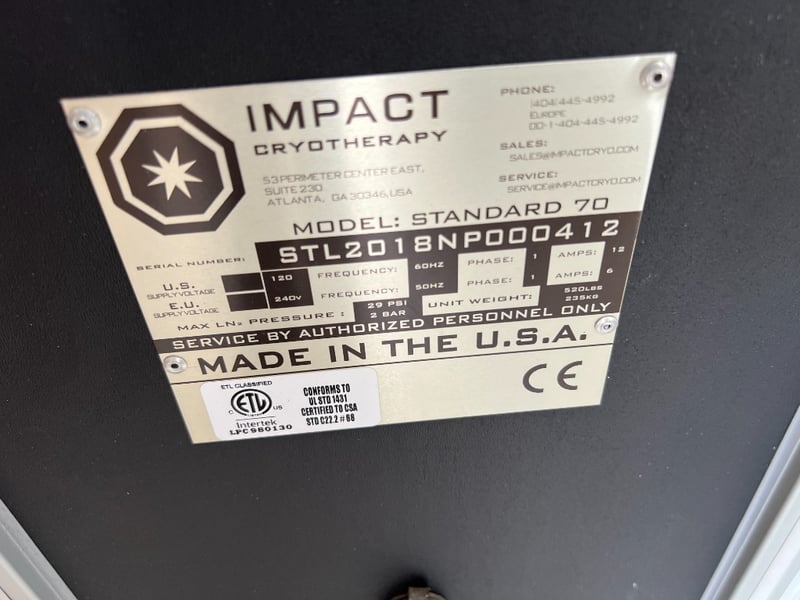 IMPACT
CRYOTHERAPY
53 PERIMETER CENTER EAST,
SUITE 230
ATLANTA, GA 30346, USA
PHONE:
(404) 445-4992
EUROPE
00-1-404-445-4992
SALES:
SALES@IMPACTCRYO.COM
SERVICE:
SERVICE@IMPACTCRYO.COM
MODEL: STANDARD 70
SERIAL NUMBER: STL2018NP000412
U.S. SUPPLY VOLTAGE 120 FREQUENCY: 60HZ PHASE: 1 AMPS: 12
E.U. SUPPLY VOLTAGE 240V FREQUENCY: 50HZ PHASE: 1 AMPS: 6
MAX LN₂ PRESSURE: 29 PSI 2 BAR UNIT WEIGHT: 520LBS 235KG
SERVICE BY AUTHORIZED PERSONNEL ONLY
MADE IN THE U.S.A.
CE
ETL CLASSIFIED
C ETL US
Intertek
LPC980130
CONFORMS TO
UL STD 1431
CERTIFIED TO CSA
STD C22.2 # 68